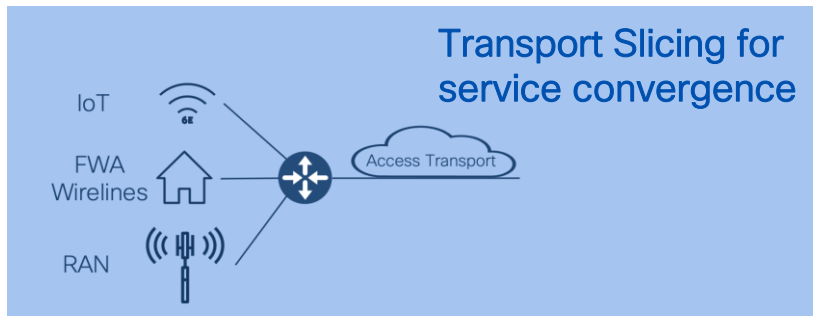 Transport Slicing for
service convergence
IoT
6E
FWA
Wirelines
Access Transport
RAN